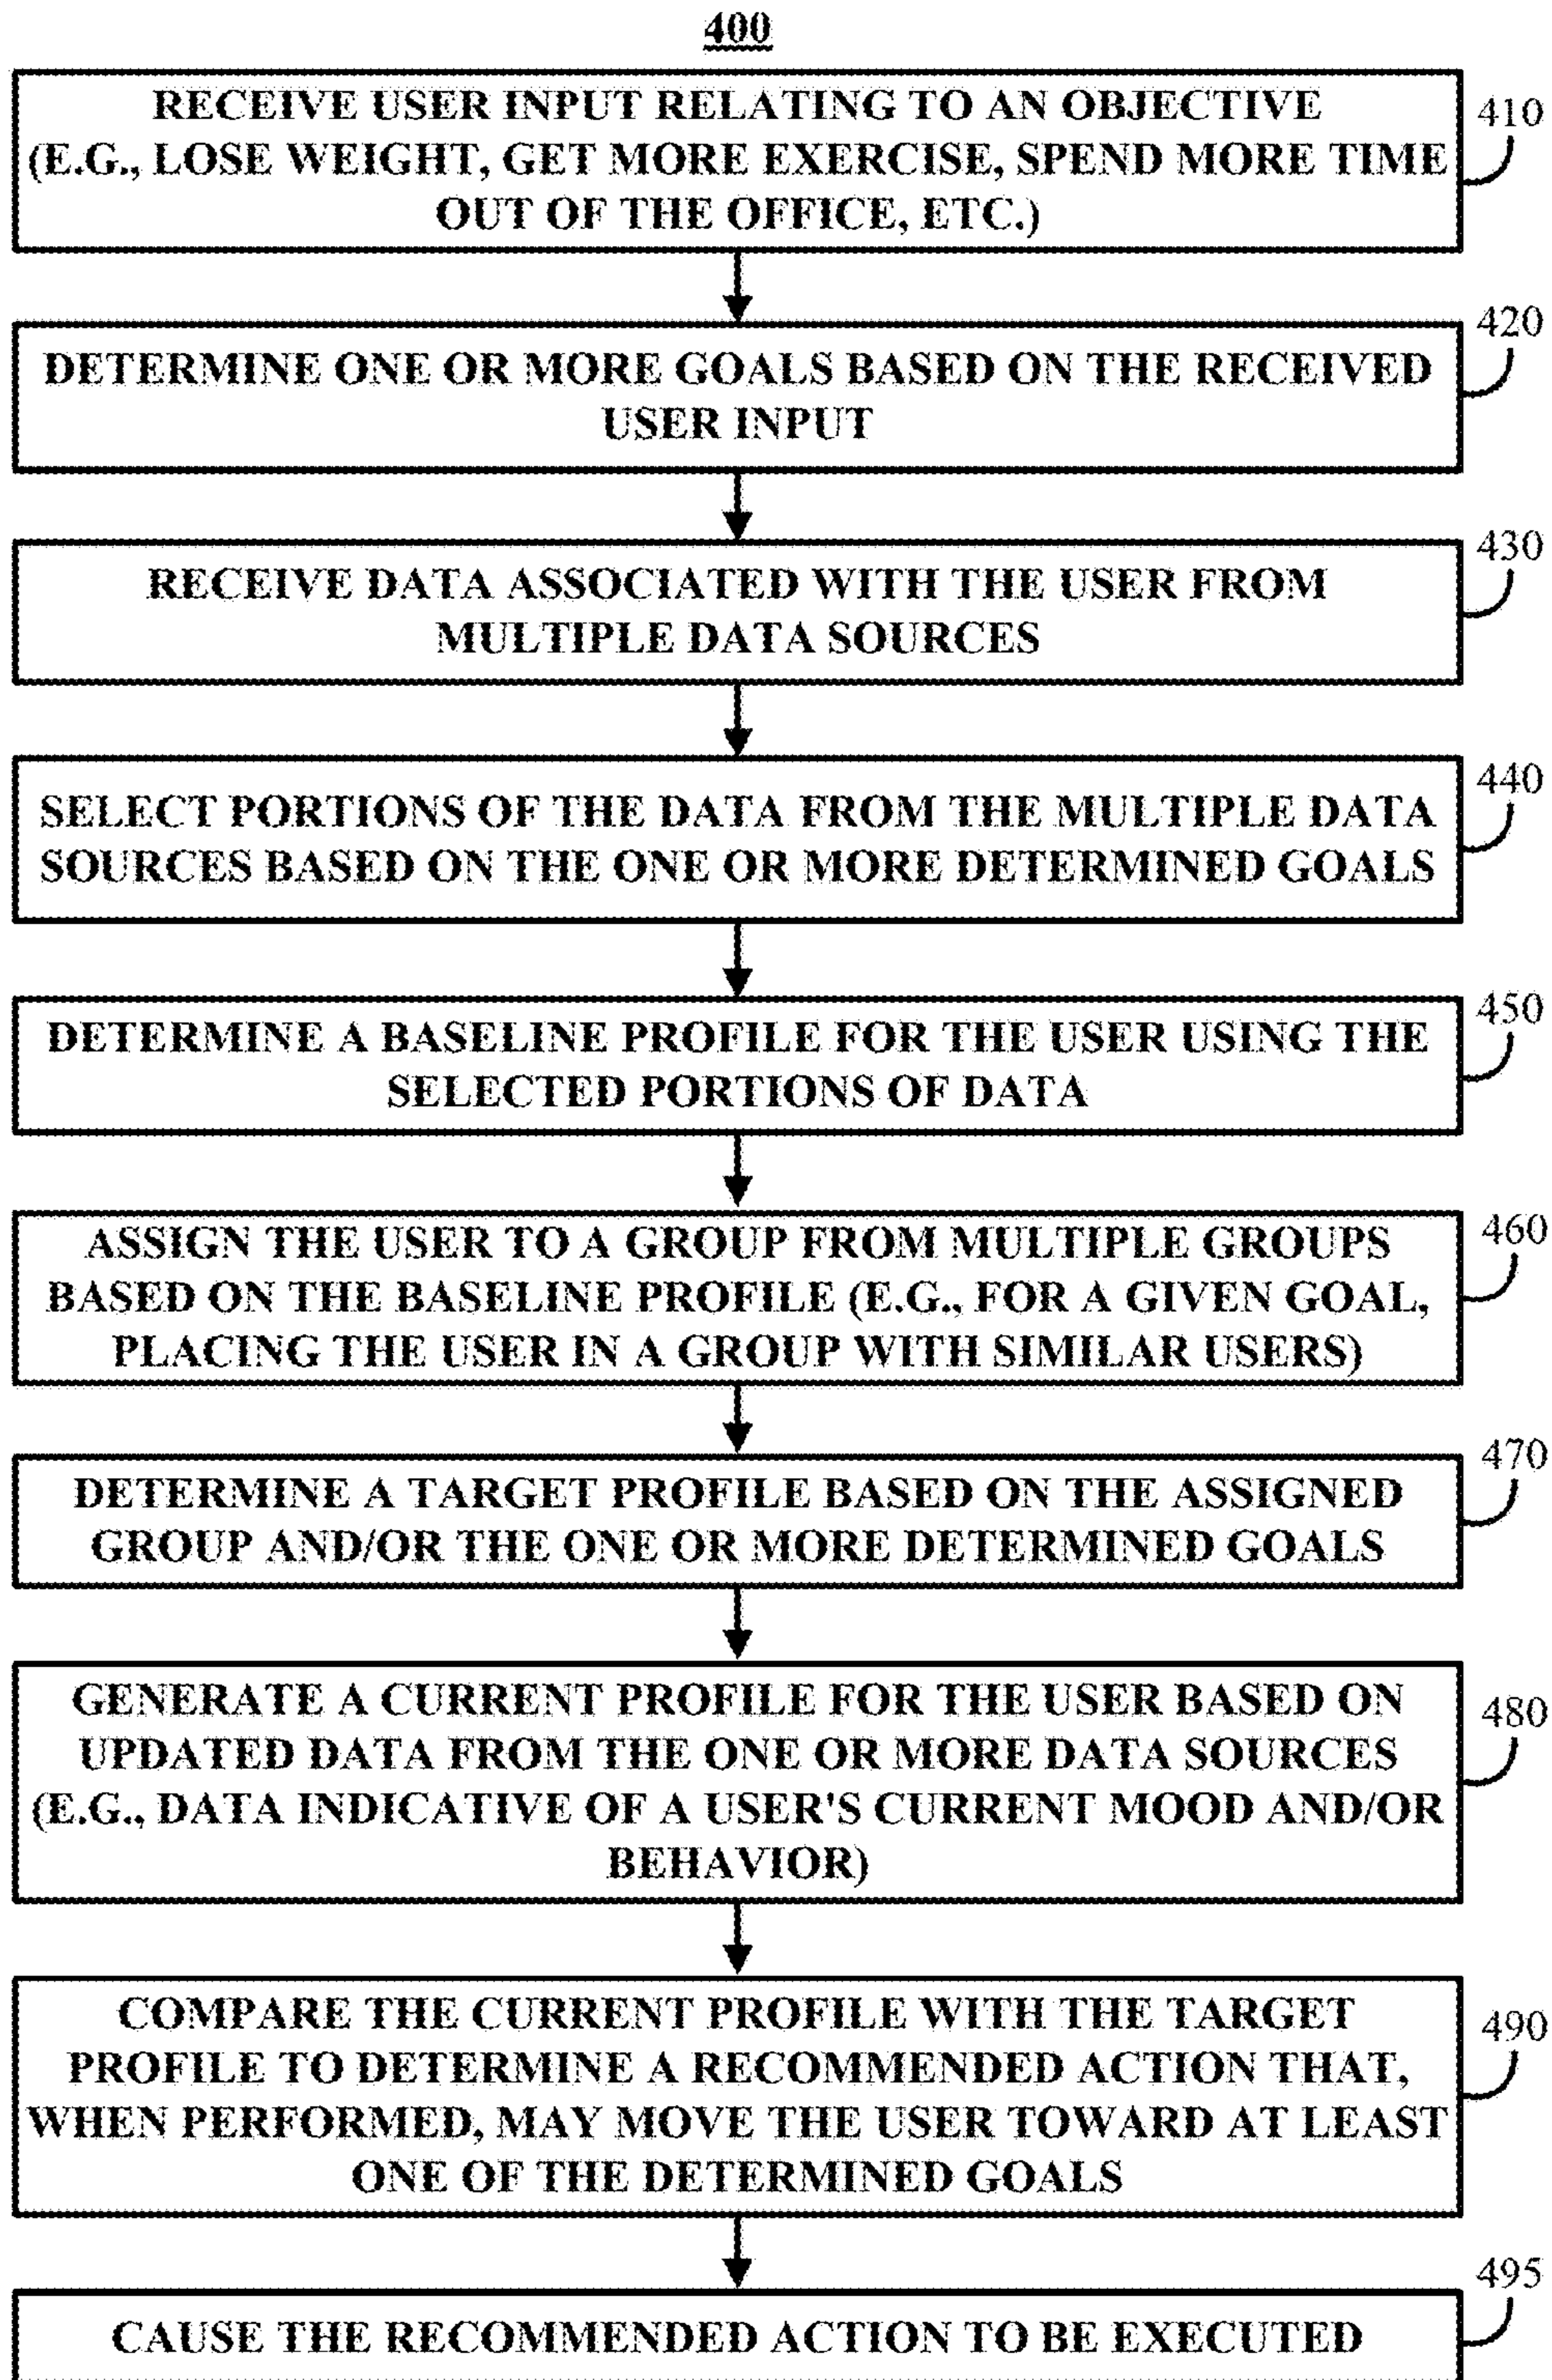 400
RECEIVE USER INPUT RELATING TO AN OBJECTIVE
(E.G., LOSE WEIGHT, GET MORE EXERCISE, SPEND MORE TIME
OUT OF THE OFFICE, ETC.)
410
DETERMINE ONE OR MORE GOALS BASED ON THE RECEIVED
USER INPUT
420
RECEIVE DATA ASSOCIATED WITH THE USER FROM
MULTIPLE DATA SOURCES
430
SELECT PORTIONS OF THE DATA FROM THE MULTIPLE DATA
SOURCES BASED ON THE ONE OR MORE DETERMINED GOALS
440
DETERMINE A BASELINE PROFILE FOR THE USER USING THE
SELECTED PORTIONS OF DATA
450
ASSIGN THE USER TO A GROUP FROM MULTIPLE GROUPS
BASED ON THE BASELINE PROFILE (E.G., FOR A GIVEN GOAL,
PLACING THE USER IN A GROUP WITH SIMILAR USERS)
460
DETERMINE A TARGET PROFILE BASED ON THE ASSIGNED
GROUP AND/OR THE ONE OR MORE DETERMINED GOALS
470
GENERATE A CURRENT PROFILE FOR THE USER BASED ON
UPDATED DATA FROM THE ONE OR MORE DATA SOURCES
(E.G., DATA INDICATIVE OF A USER'S CURRENT MOOD AND/OR
BEHAVIOR)
480
COMPARE THE CURRENT PROFILE WITH THE TARGET
PROFILE TO DETERMINE A RECOMMENDED ACTION THAT,
WHEN PERFORMED, MAY MOVE THE USER TOWARD AT LEAST
ONE OF THE DETERMINED GOALS
490
CAUSE THE RECOMMENDED ACTION TO BE EXECUTED
495